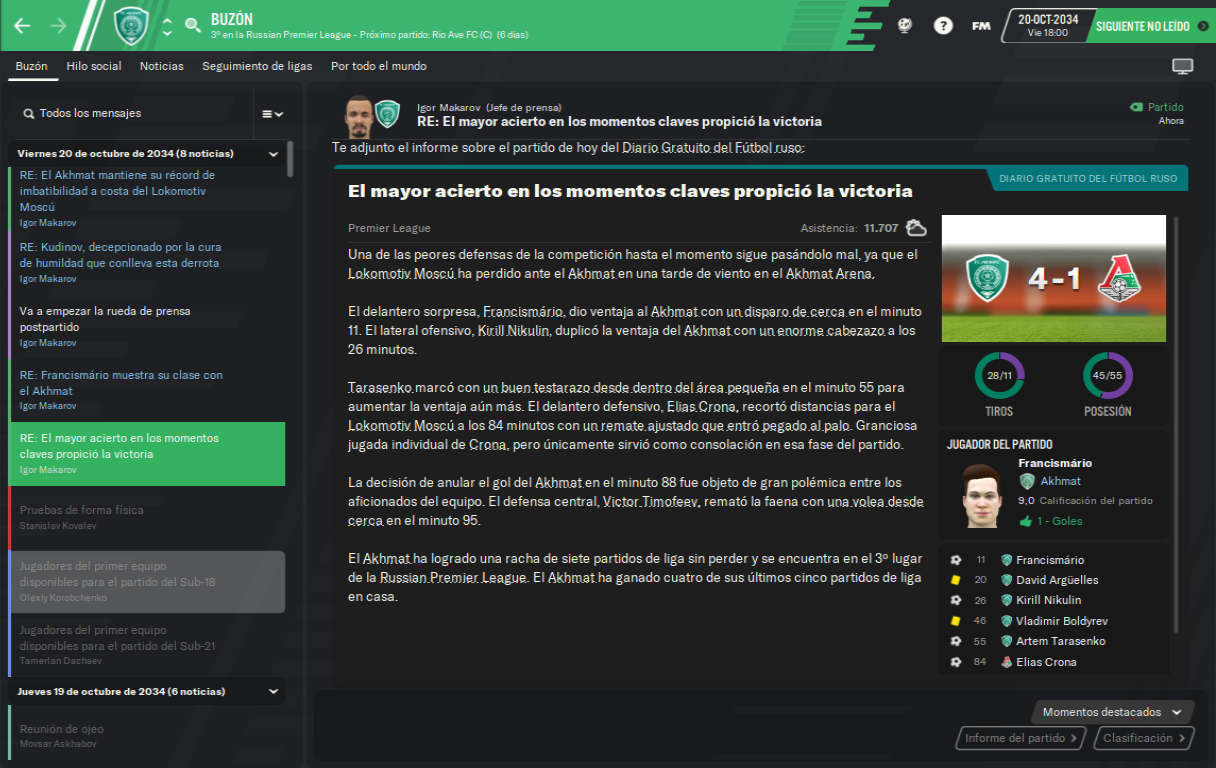 BUZÓN
3º en la Russian Premier League - Próximo partido: Rio Ave FC (C) (6 días)
?
FM
20-OCT-2034
Vie 18:00
SIGUIENTE NO LEÍDO
Buzón
Hilo social
Noticias
Seguimiento de ligas
Por todo el mundo
Todos los mensajes
Viernes 20 de octubre de 2034 (8 noticias)
RE: El Akhmat mantiene su récord de
imbatibilidad a costa del Lokomotiv
Moscú
Igor Makarov
RE: Kudinov, decepcionado por la cura
de humildad que conlleva esta derrota
Igor Makarov
Va a empezar la rueda de prensa
postpartido
Igor Makarov
RE: Francismário muestra su clase con
el Akhmat
Igor Makarov
RE: El mayor acierto en los momentos
claves propició la victoria
Igor Makarov
Pruebas de forma física
Stanislav Kovalev
Jugadores del primer equipo
disponibles para el partido del Sub-18
Olexiy Korobchenko
Jugadores del primer equipo
disponibles para el partido del Sub-21
Tamerlan Dachaev
Jueves 19 de octubre de 2034 (6 noticias)
Reunión de ojeo
Movsar Askhabov
Igor Makarov (Jefe de prensa)
RE: El mayor acierto en los momentos claves propició la victoria
Partido
Ahora
Te adjunto el informe sobre el partido de hoy del Diario Gratuito del Fútbol ruso:
DIARIO GRATUITO DEL FÚTBOL RUSO
El mayor acierto en los momentos claves propició la victoria
Premier League
Asistencia: 11.707
Una de las peores defensas de la competición hasta el momento sigue pasándolo mal, ya que el
Lokomotiv Moscú ha perdido ante el Akhmat en una tarde de viento en el Akhmat Arena.
El delantero sorpresa, Francismário, dio ventaja al Akhmat con un disparo de cerca en el minuto
11. El lateral ofensivo, Kirill Nikulin, duplicó la ventaja del Akhmat con un enorme cabezazo a los
26 minutos.
Tarasenko marcó con un buen testarazo desde dentro del área pequeña en el minuto 55 para
aumentar la ventaja aún más. El delantero defensivo, Elias Crona, recortó distancias para el
Lokomotiv Moscú a los 84 minutos con un remate ajustado que entró pegado al palo. Granciosa
jugada individual de Crona, pero únicamente sirvió como consolación en esa fase del partido.
La decisión de anular el gol del Akhmat en el minuto 88 fue objeto de gran polémica entre los
aficionados del equipo. El defensa central, Victor Timofeev, remató la faena con una volea desde
cerca en el minuto 95.
El Akhmat ha logrado una racha de siete partidos de liga sin perder y se encuentra en el 3º lugar
de la Russian Premier League. El Akhmat ha ganado cuatro de sus últimos cinco partidos de liga
en casa.
4-1
28/11
45/55
TIROS
POSESIÓN
JUGADOR DEL PARTIDO
Francismário
Akhmat
9,0 Calificación del partido
1 - Goles
11 Francismário
20 David Argüelles
26 Kirill Nikulin
46 Vladimir Boldyrev
55 Artem Tarasenko
84 Elias Crona
Momentos destacados
Informe del partido
Clasificación